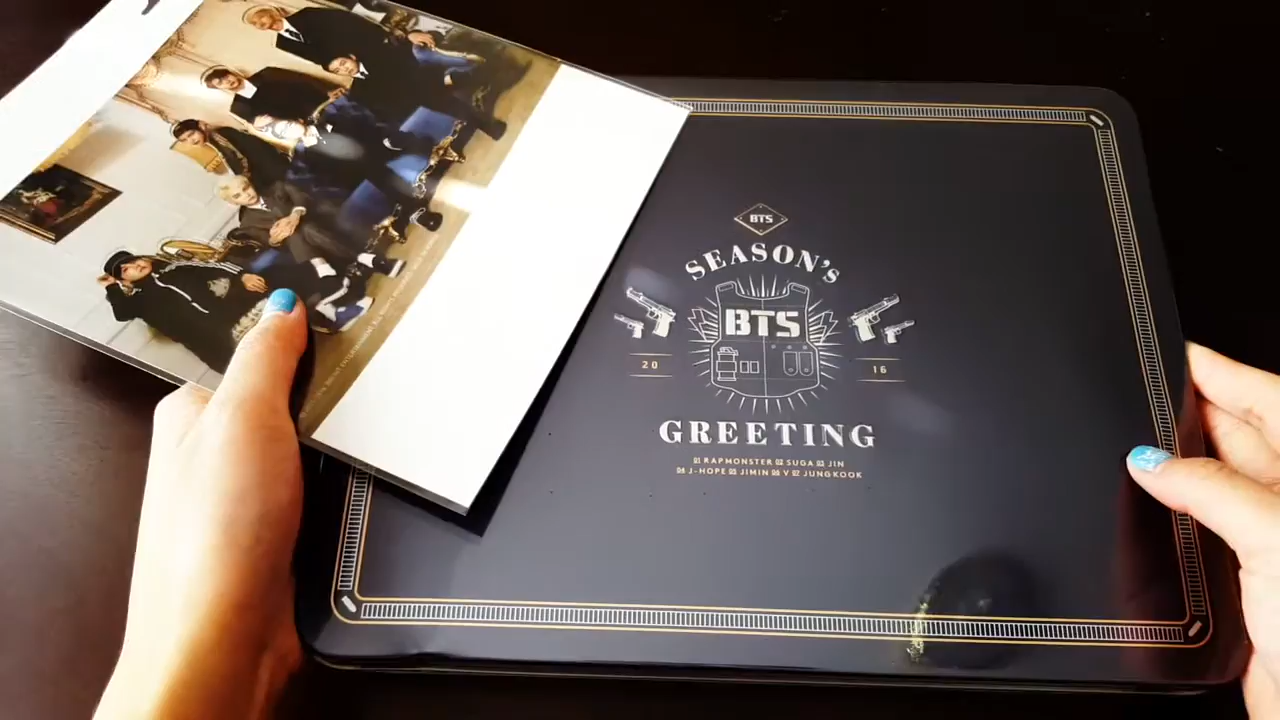 BTS
SEASON's
BTS
20 16
GREETING
01 RAPMONSTER 02 SUGA 03 JIN
04 J-HOPE 05 JIMIN 06 V 07 JUNGKOOK